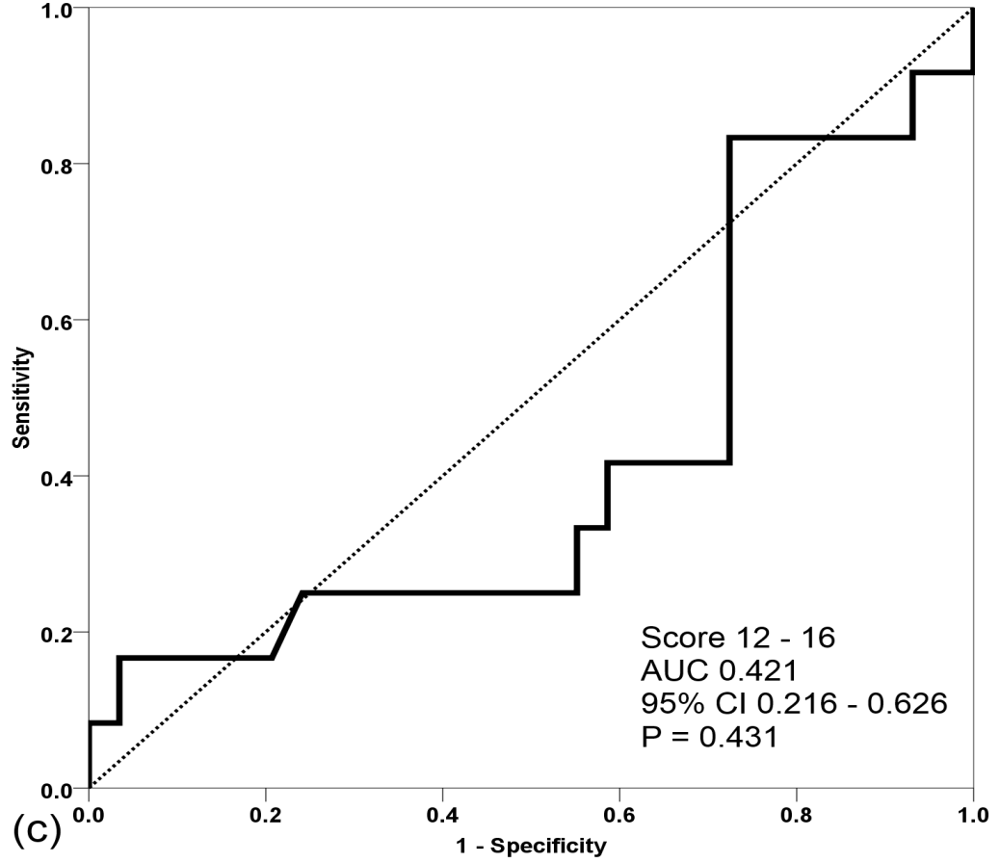 1.0
0.8
0.6
0.4
0.2
0.0
Sensitivity
Score 12 - 16
AUC 0.421
95% CI 0.216 - 0.626
P = 0.431
(c)
0.0 0.2 0.4 0.6 0.8 1.0
1 - Specificity